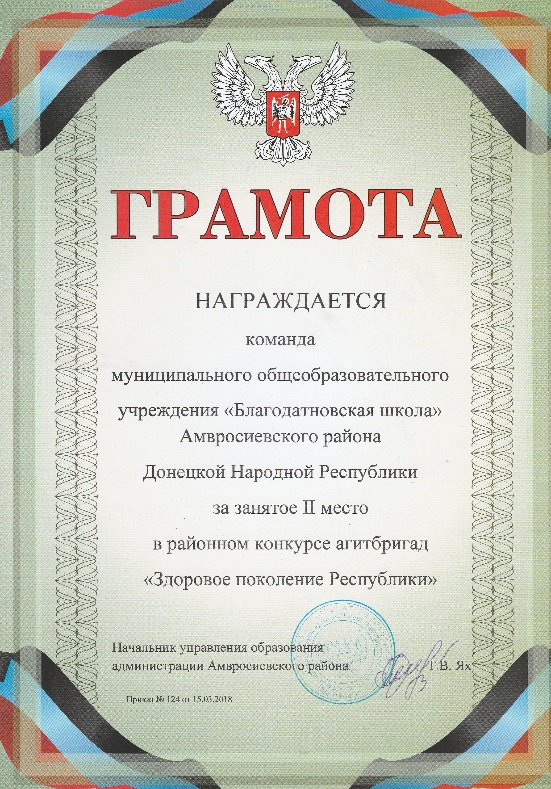 ГРАМОТА
НАГРАЖДАЕТСЯ
команда
муниципального общеобразовательного
учреждения «Благодатновская школа»
Амвросиевского района
Донецкой Народной Республики
за занятое II место
в районном конкурсе агитбригад
«Здоровое поколение Республики»
Начальник управления образования
администрации Амвросиевского района Г.В. Ях
Приказ № 124 от 15.03.2018